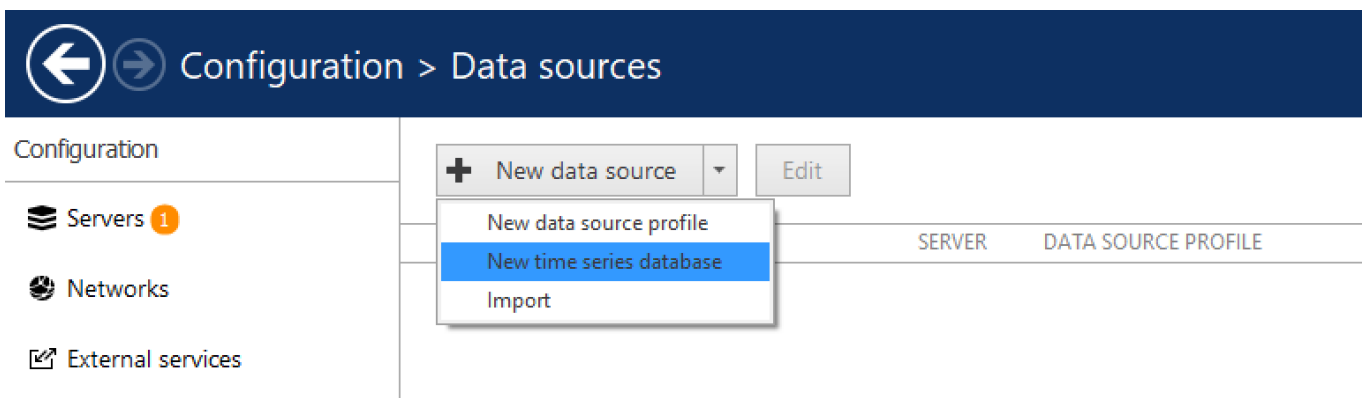 Configuration > Data sources
Configuration
New data source
Edit
Servers 1
New data source profile
New time series database
Import
SERVER
DATA SOURCE PROFILE
Networks
External services